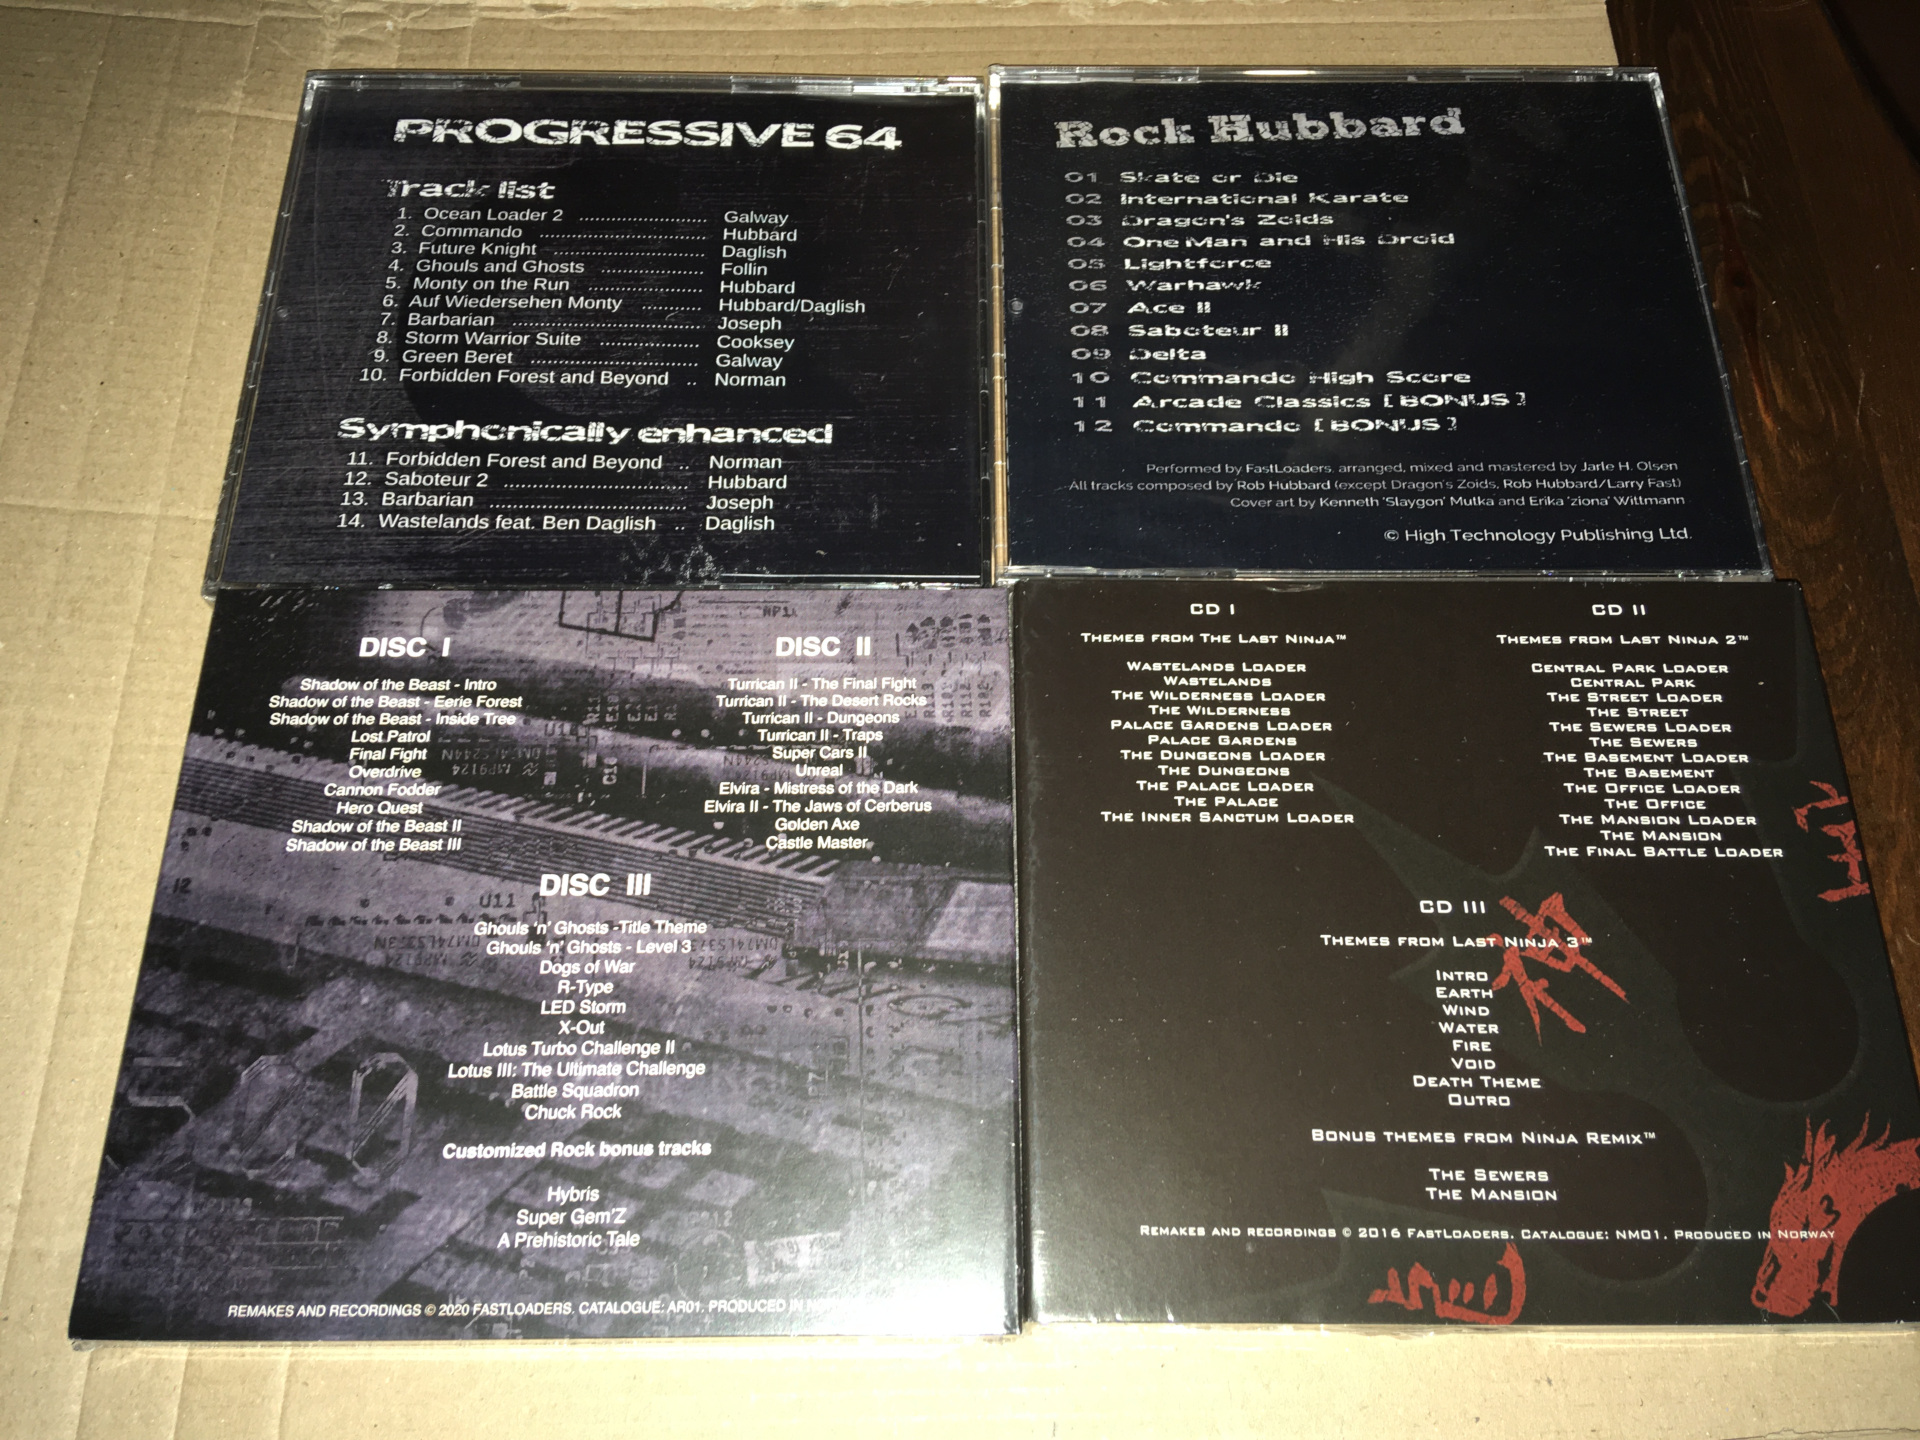 PROGRESSIVE 64
Track list
1. Ocean Loader 2 ........................ Galway
2. Commando ................................ Hubbard
3. Future Knight ............................ Daglish
4. Ghouls and Ghosts .................... Follin
5. Monty on the Run ...................... Hubbard
6. Auf Wiedersehen Monty ............ Hubbard/Daglish
7. Barbarian .................................... Joseph
8. Storm Warrior Suite ................... Cooksey
9. Green Beret ................................ Galway
10. Forbidden Forest and Beyond .. Norman
Symphonically enhanced
11. Forbidden Forest and Beyond .. Norman
12. Saboteur 2 .................................. Hubbard
13. Barbarian .................................... Joseph
14. Wastelands feat. Ben Daglish .. Daglish
Rock Hubbard
01 Skate or Die
02 International Karate
03 Dragon's Zoids
04 One Man and His Droid
05 Lightforce
06 Warhawk
07 Ace II
08 Saboteur II
09 Delta
10 Commando High Score
11 Arcade Classics [BONUS]
12 Commando [BONUS]
Performed by FastLoaders, arranged, mixed and mastered by Jarle H. Olsen
All tracks composed by Rob Hubbard (except Dragon's Zoids, Rob Hubbard/Larry Fast)
Cover art by Kenneth 'Slaygon' Mutka and Erika 'ziona' Wittmann
© High Technology Publishing Ltd.
DISC I
Shadow of the Beast - Intro
Shadow of the Beast - Eerie Forest
Shadow of the Beast - Inside Tree
Lost Patrol
Final Fight
Overdrive
Cannon Fodder
Hero Quest
Shadow of the Beast II
Shadow of the Beast III
DISC II
Turrican II - The Final Fight
Turrican II - The Desert Rocks
Turrican II - Dungeons
Turrican II - Traps
Super Cars II
Unreal
Elvira - Mistress of the Dark
Elvira II - The Jaws of Cerberus
Golden Axe
Castle Master
DISC III
Ghouls 'n' Ghosts -Title Theme
Ghouls 'n' Ghosts - Level 3
Dogs of War
R-Type
LED Storm
X-Out
Lotus Turbo Challenge II
Lotus III: The Ultimate Challenge
Battle Squadron
Chuck Rock
Customized Rock bonus tracks
Hybris
Super Gem'Z
A Prehistoric Tale
REMAKES AND RECORDINGS © 2020 FASTLOADERS. CATALOGUE: AR01. PRODUCED IN
CD I
THEMES FROM THE LAST NINJA™
WASTELANDS LOADER
WASTELANDS
THE WILDERNESS LOADER
THE WILDERNESS
PALACE GARDENS LOADER
PALACE GARDENS
THE DUNGEONS LOADER
THE DUNGEONS
THE PALACE LOADER
THE PALACE
THE INNER SANCTUM LOADER
CD II
THEMES FROM LAST NINJA 2™
CENTRAL PARK LOADER
CENTRAL PARK
THE STREET LOADER
THE STREET
THE SEWERS LOADER
THE SEWERS
THE BASEMENT LOADER
THE BASEMENT
THE OFFICE LOADER
THE OFFICE
THE MANSION LOADER
THE MANSION
THE FINAL BATTLE LOADER
CD III
THEMES FROM LAST NINJA 3™
INTRO
EARTH
WIND
WATER
FIRE
VOID
DEATH THEME
OUTRO
BONUS THEMES FROM NINJA REMIX™
THE SEWERS
THE MANSION
REMAKES AND RECORDINGS © 2016 FASTLOADERS. CATALOGUE: NM01. PRODUCED IN NORWAY